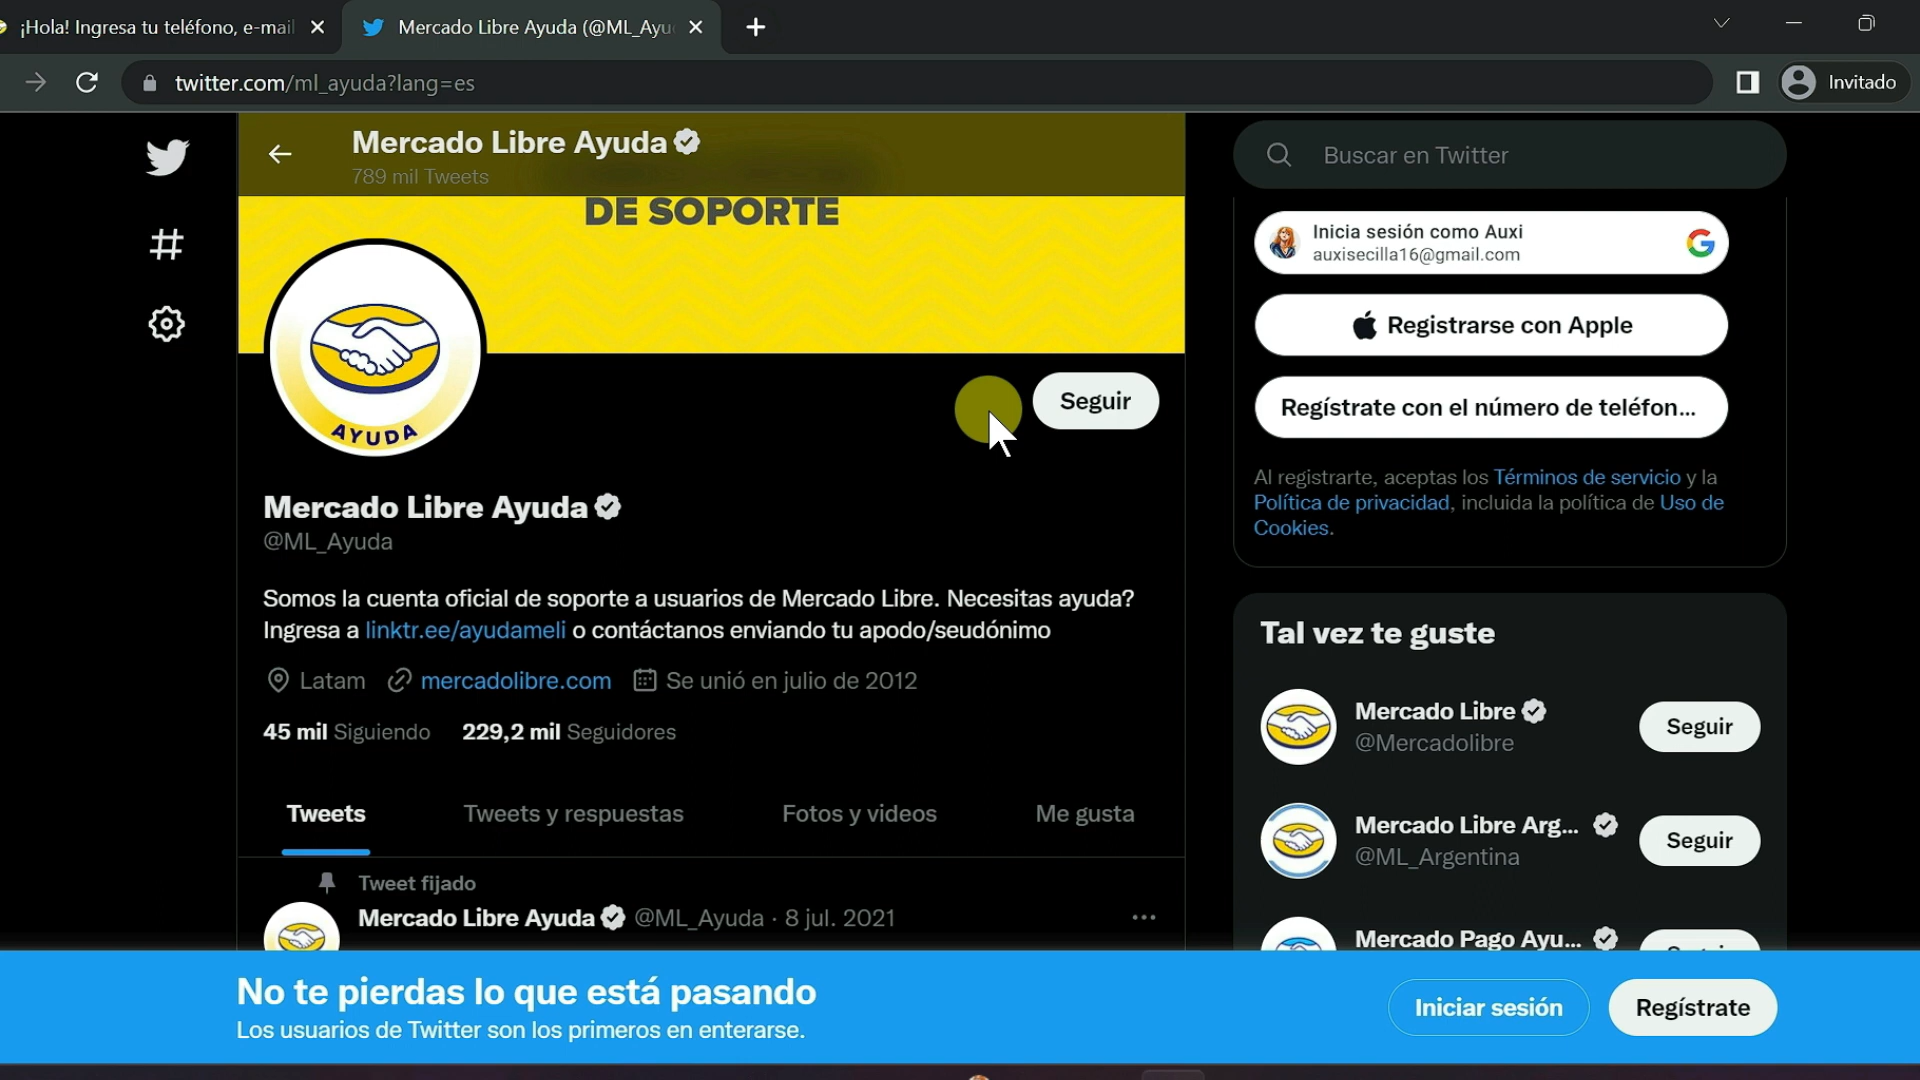 ¡Hola! Ingresa tu teléfono, e-mail
Mercado Libre Ayuda (@ML_Ayu
twitter.com/ml_ayuda?lang=es
Invitado
Mercado Libre Ayuda
789 mil Tweets
DE SOPORTE
AYUDA
Seguir
Mercado Libre Ayuda
@ML_Ayuda
Somos la cuenta oficial de soporte a usuarios de Mercado Libre. Necesitas ayuda?
Ingresa a linktr.ee/ayudameli o contáctanos enviando tu apodo/seudónimo
Latam mercadolibre.com Se unió en julio de 2012
45 mil Siguiendo 229,2 mil Seguidores
Tweets Tweets y respuestas Fotos y videos Me gusta
Tweet fijado
Mercado Libre Ayuda @ML_Ayuda · 8 jul. 2021
Buscar en Twitter
Inicia sesión como Auxi
auxisecilla16@gmail.com
Registrarse con Apple
Regístrate con el número de teléfon...
Al registrarte, aceptas los Términos de servicio y la
Política de privacidad, incluida la política de Uso de
Cookies.
Tal vez te guste
Mercado Libre
@Mercadolibre
Seguir
Mercado Libre Arg...
@ML_Argentina
Seguir
Mercado Pago Ayu...
No te pierdas lo que está pasando
Los usuarios de Twitter son los primeros en enterarse.
Iniciar sesión
Regístrate